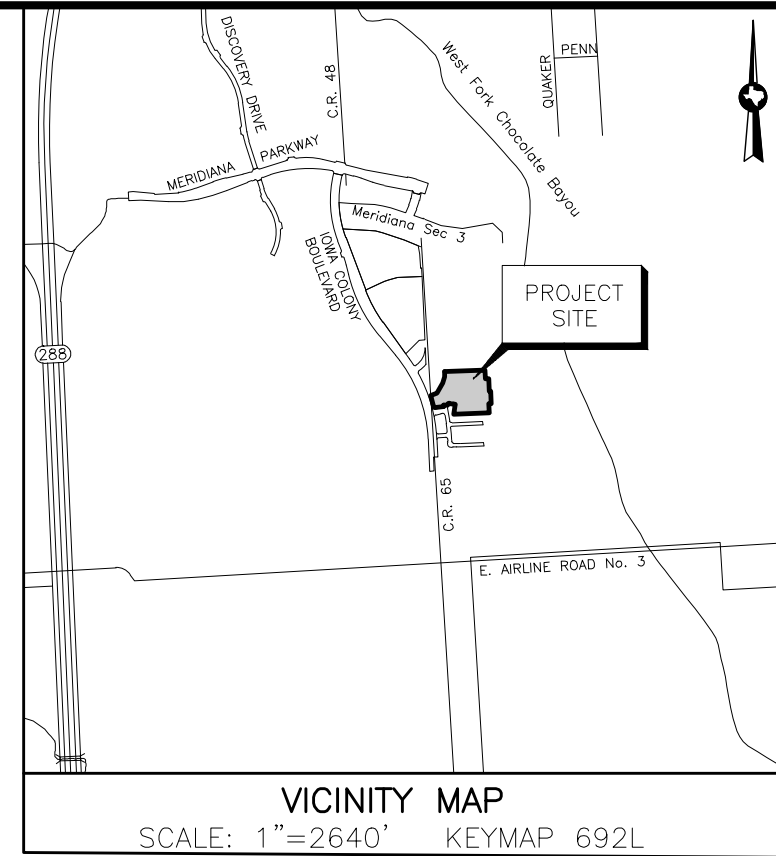 DISCOVERY DRIVE
C.R. 48
West Fork Chocolate Bayou
QUAKER
PENN
MERIDIANA PARKWAY
Meridiana Sec 3
IOWA COLONY
BOULEVARD
PROJECT
SITE
288
C.R. 65
E. AIRLINE ROAD No. 3
VICINITY MAP
SCALE: 1"=2640' KEYMAP 692L